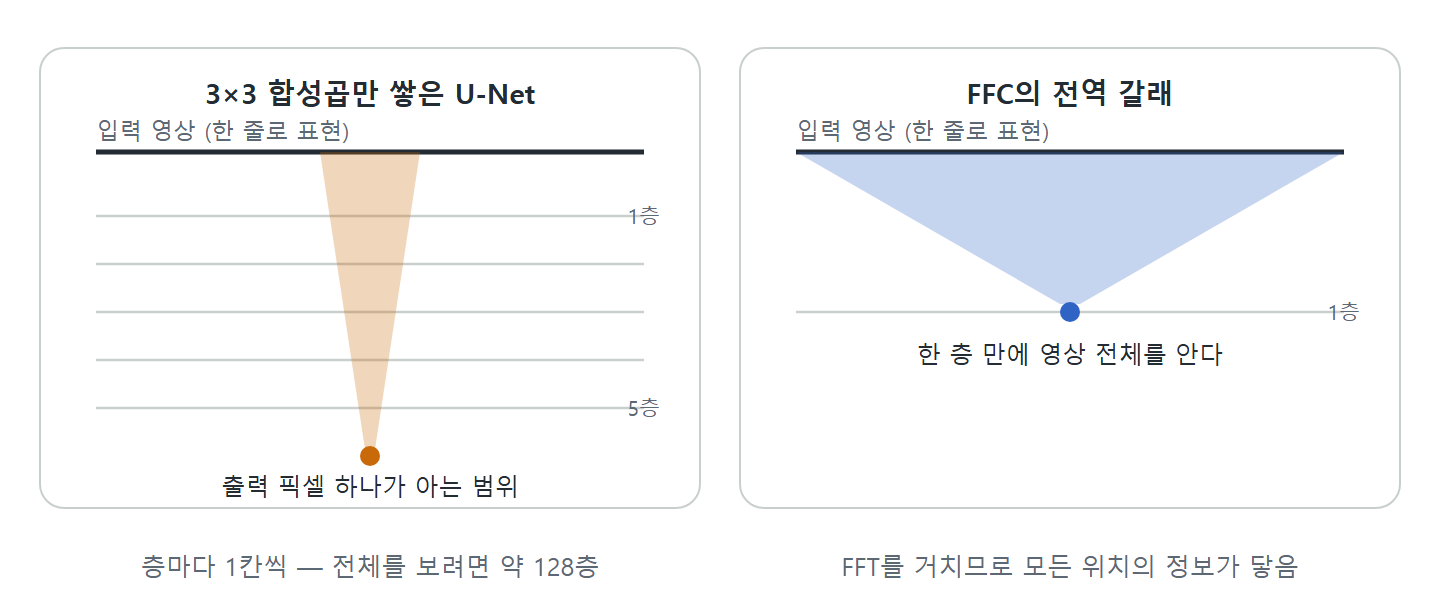 3×3 합성곱만 쌓은 U-Net
입력 영상 (한 줄로 표현)
1층
5층
출력 픽셀 하나가 아는 범위
층마다 1칸씩 — 전체를 보려면 약 128층
FFC의 전역 갈래
입력 영상 (한 줄로 표현)
1층
한 층 만에 영상 전체를 안다
FFT를 거치므로 모든 위치의 정보가 닿음